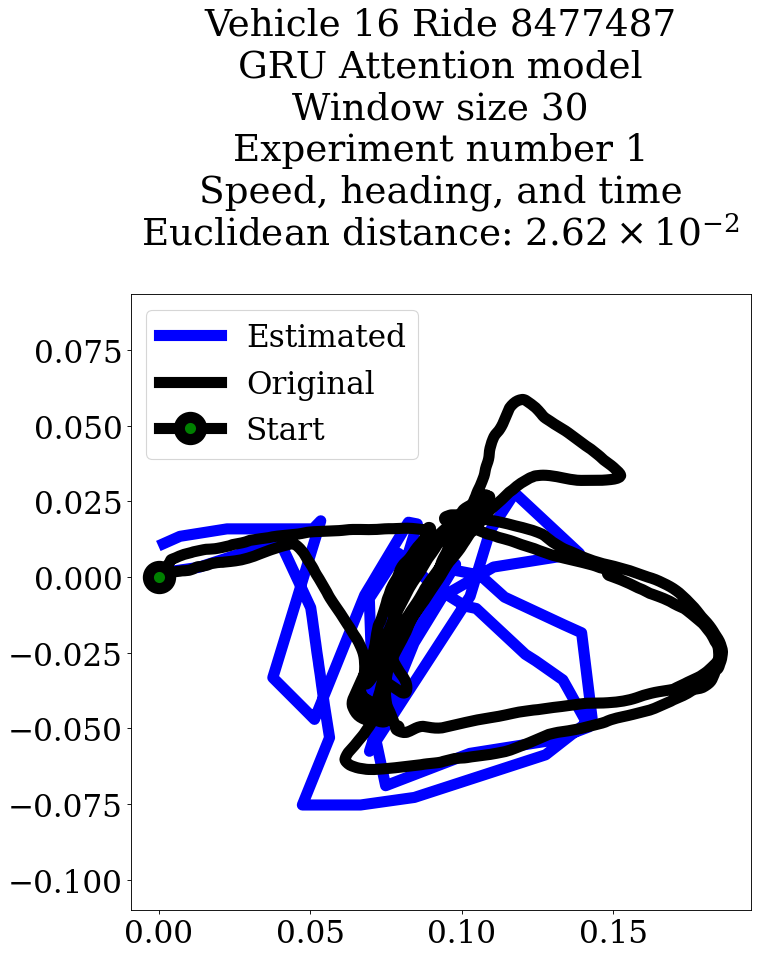 Vehicle 16 Ride 8477487
GRU Attention model
Window size 30
Experiment number 1
Speed, heading, and time
Euclidean distance: 2.62 × 10⁻²
Estimated
Original
Start
0.075
0.050
0.025
0.000
−0.025
−0.050
−0.075
−0.100
0.00 0.05 0.10 0.15